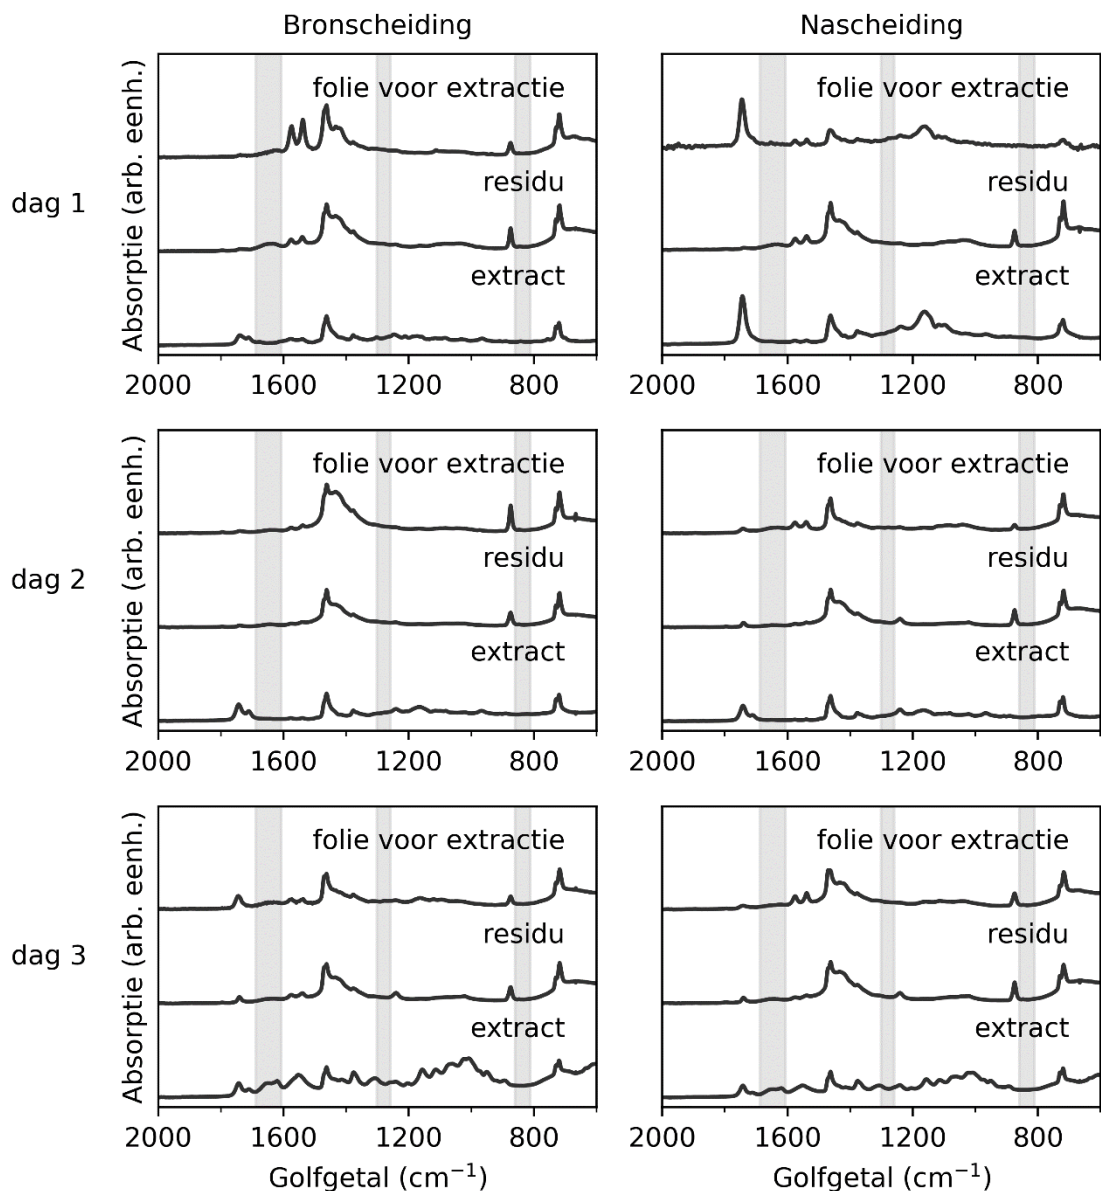 Bronscheiding Nascheiding
dag 1
Absorptie (arb. eenh.)
folie voor extractie
residu
extract
2000 1600 1200 800
folie voor extractie
residu
extract
2000 1600 1200 800
dag 2
Absorptie (arb. eenh.)
folie voor extractie
residu
extract
2000 1600 1200 800
folie voor extractie
residu
extract
2000 1600 1200 800
dag 3
Absorptie (arb. eenh.)
folie voor extractie
residu
extract
2000 1600 1200 800
Golfgetal (cm⁻¹)
folie voor extractie
residu
extract
2000 1600 1200 800
Golfgetal (cm⁻¹)